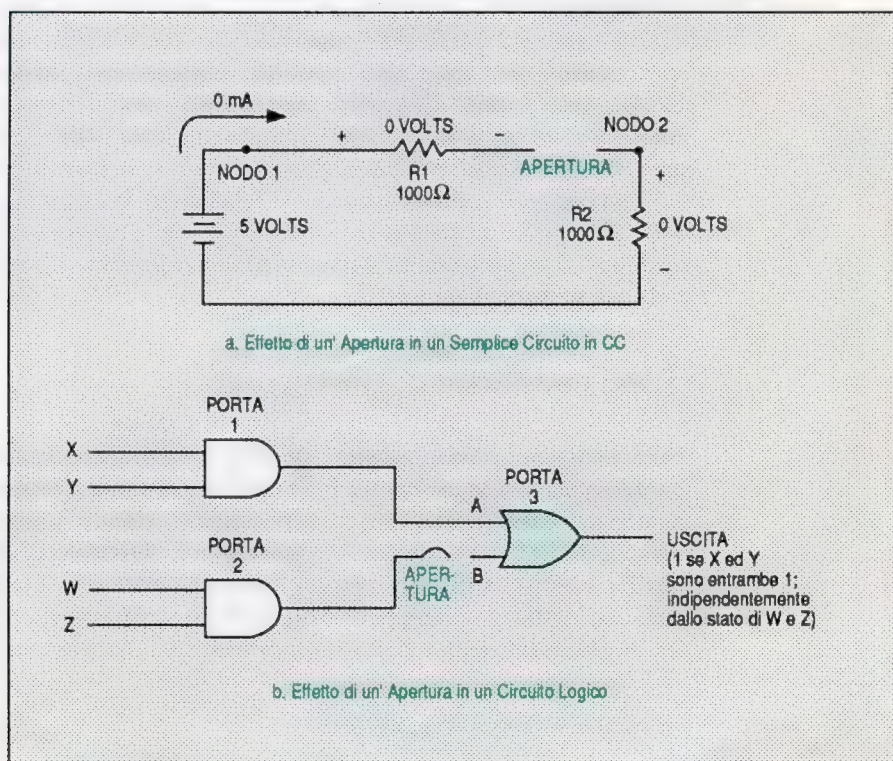 0 mA
+
0 VOLTS
−
NODO 2
NODO 1
R1
1000Ω
APERTURA
+
5 VOLTS
R2
1000Ω
0 VOLTS
−
a. Effetto di un' Apertura in un Semplice Circuito in CC
PORTA
1
X
Y
PORTA
3
A
PORTA
2
W
Z
APER-
TURA
B
USCITA
(1 se X ed Y
sono entrambe 1;
indipendentemente
dallo stato di W e Z)
b. Effetto di un' Apertura in un Circuito Logico